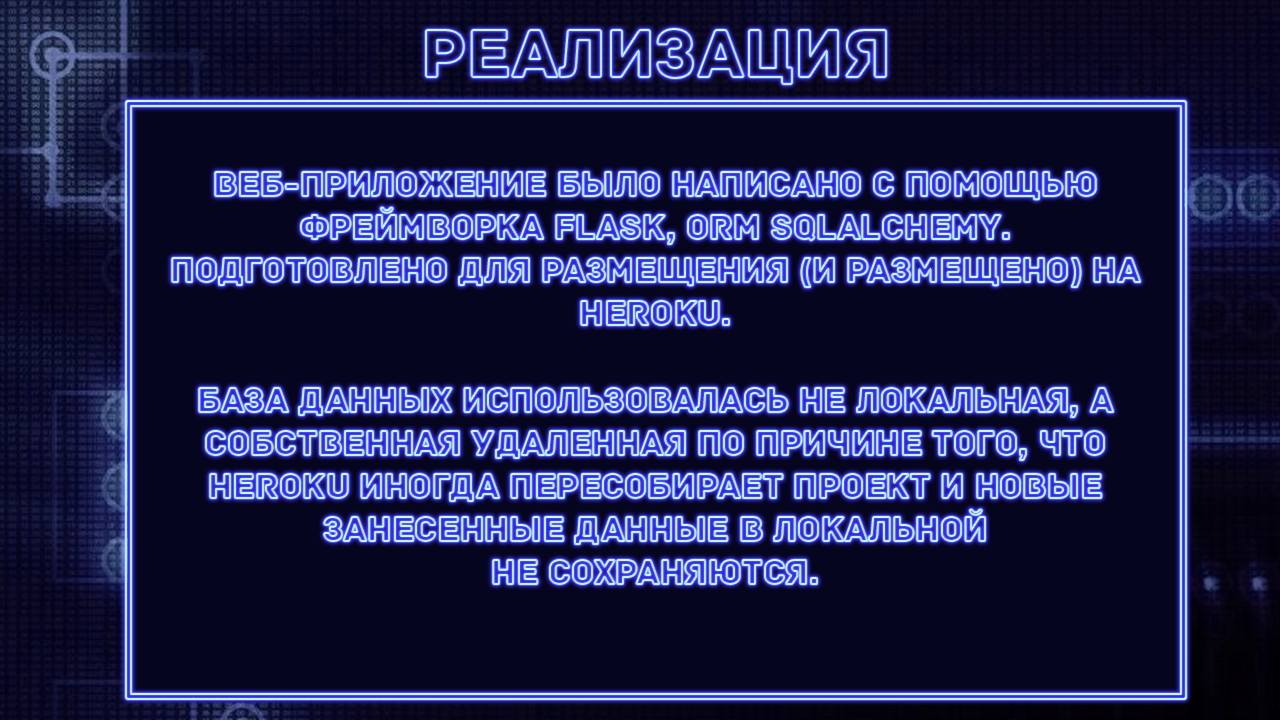 РЕАЛИЗАЦИЯ
ВЕБ-ПРИЛОЖЕНИЕ БЫЛО НАПИСАНО С ПОМОЩЬЮ
ФРЕЙМВОРКА FLASK, ORM SQLALCHEMY.
ПОДГОТОВЛЕНО ДЛЯ РАЗМЕЩЕНИЯ (И РАЗМЕЩЕНО) НА
HEROKU.
БАЗА ДАННЫХ ИСПОЛЬЗОВАЛАСЬ НЕ ЛОКАЛЬНАЯ, А
СОБСТВЕННАЯ УДАЛЕННАЯ ПО ПРИЧИНЕ ТОГО, ЧТО
HEROKU ИНОГДА ПЕРЕСОБИРАЕТ ПРОЕКТ И НОВЫЕ
ЗАНЕСЕННЫЕ ДАННЫЕ В ЛОКАЛЬНОЙ
НЕ СОХРАНЯЮТСЯ.